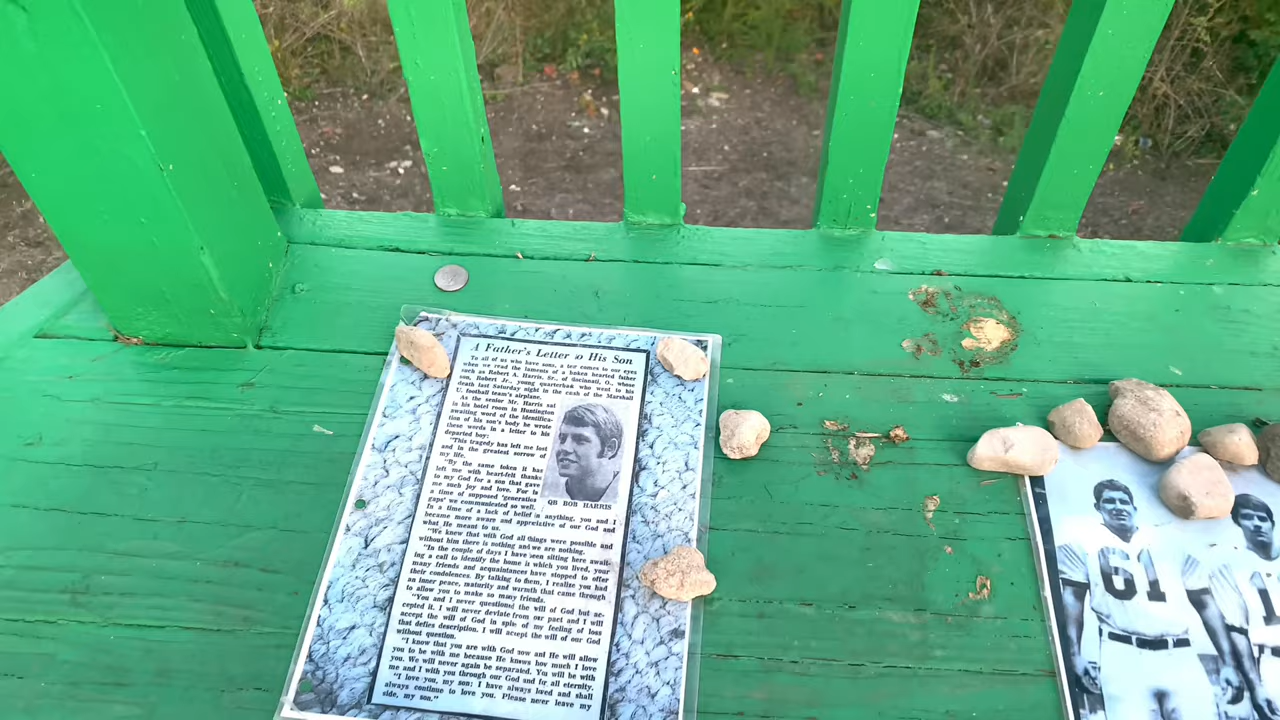 A Father's Letter to His Son
To all of us who have sons, a tear comes to our eyes
when we read the laments of a broken hearted father
such as Robert A. Harris, Sr., of Cincinnati, O., whose
son, Robert Jr., young quarterback who went to his
death last Saturday night in the crash of the Marshall
U. football team's airplane.
As the senior Mr. Harris sat
in his hotel room in Huntington
awaiting word of the identifica-
tion of his son's body he wrote
these words in a letter to his
departed boy:
"This tragedy has left me lost
and in the greatest sorrow of
my life.
"By the same token it has
left me with heart-felt thanks
to my God for a son that gave
me such joy and love. For in
a time of supposed 'generation
gaps' we communicated so well.
QB BOB HARRIS
In a time of a lack of belief in anything, you and I
became more aware and appreciative of our God and
what He meant to us.
"We knew that with God all things were possible and
without him there is nothing and we are nothing.
"In the couple of days I have been sitting here await-
ing a call to identify the home is which you lived, your
many friends and acquaintances have stopped to offer
their condolences. By talking to them, I realize you had
an inner peace, maturity and warmth that came through
to allow you to make so many friends.
"You and I never questioned the will of God but ac-
cepted it. I will never deviate from our pact and I will
accept the will of God in spite of my feeling of loss
that defies description. I will accept the will of our God
without question.
"I know that you are with God now and He will allow
you to be with me because He knows how much I love
you. We will never again be separated. You will be with
me and I with you through our God and for all eternity.
"I love you, my son; I have always loved and shall
always continue to love you. Please never leave my
side, my son."
61